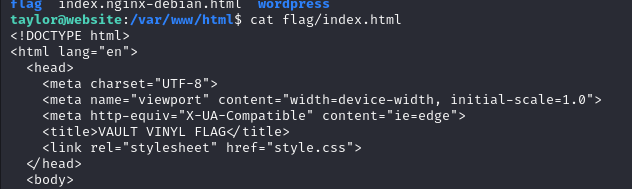 flag index.nginx-debian.html wordpress
taylor@website:/var/www/html$ cat flag/index.html
<!DOCTYPE html>
<html lang="en">
  <head>
    <meta charset="UTF-8">
    <meta name="viewport" content="width=device-width, initial-scale=1.0">
    <meta http-equiv="X-UA-Compatible" content="ie=edge">
    <title>VAULT VINYL FLAG</title>
    <link rel="stylesheet" href="style.css">
  </head>
  <body>